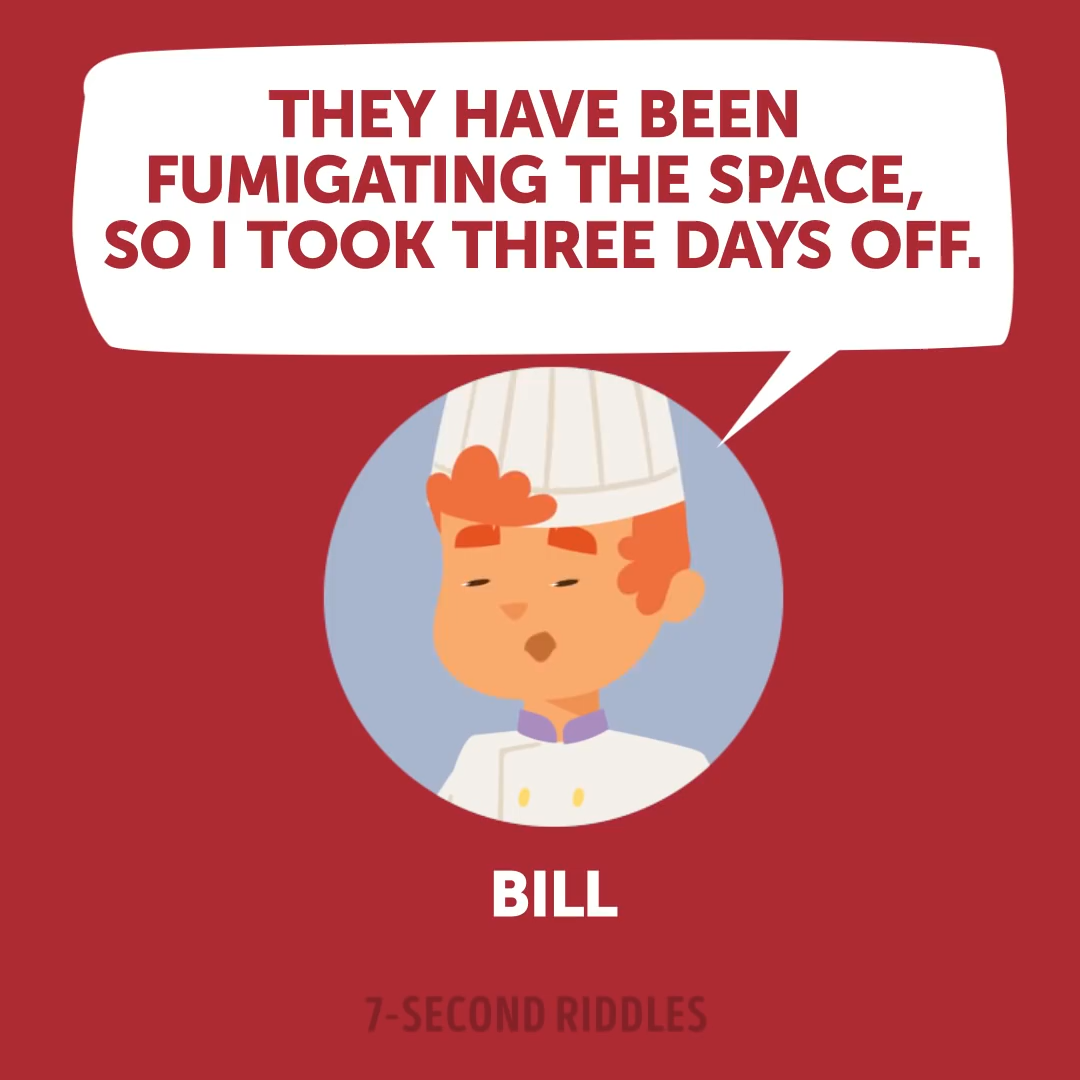 THEY HAVE BEEN
FUMIGATING THE SPACE,
SO I TOOK THREE DAYS OFF.
BILL
7-SECOND RIDDLES